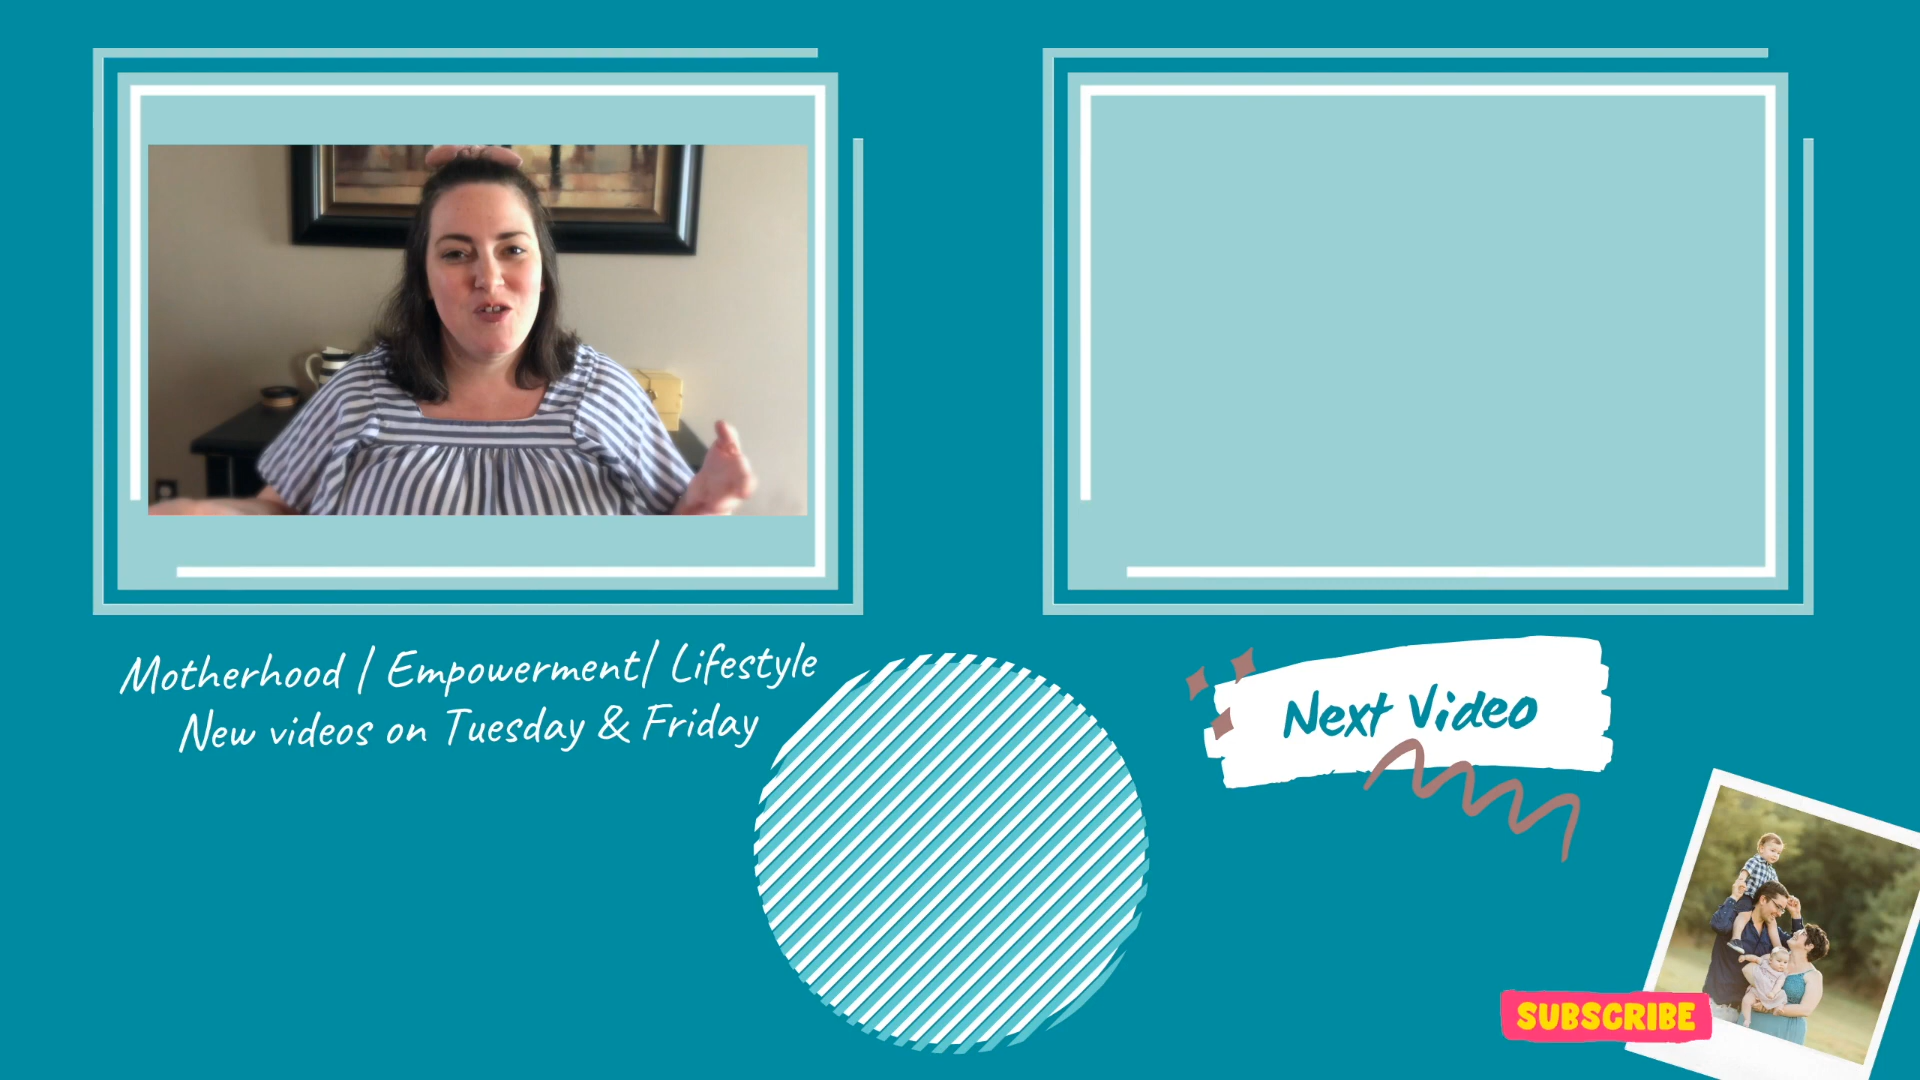 Motherhood | Empowerment| Lifestyle
New videos on Tuesday & Friday
Next Video
SUBSCRIBE